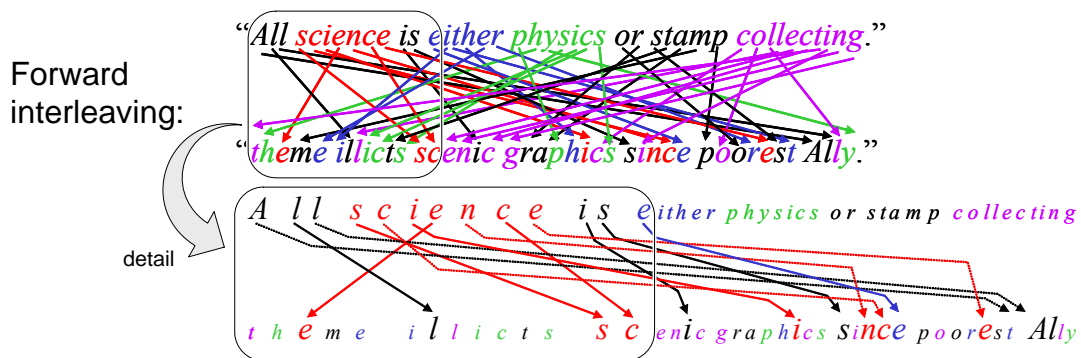 “All science is either physics or stamp collecting.”
Forward
interleaving:
“theme illicts scenic graphics since poorest Ally.”
All science is either physics or stamp collecting
detail
theme illicts scenic graphics since poorest Ally